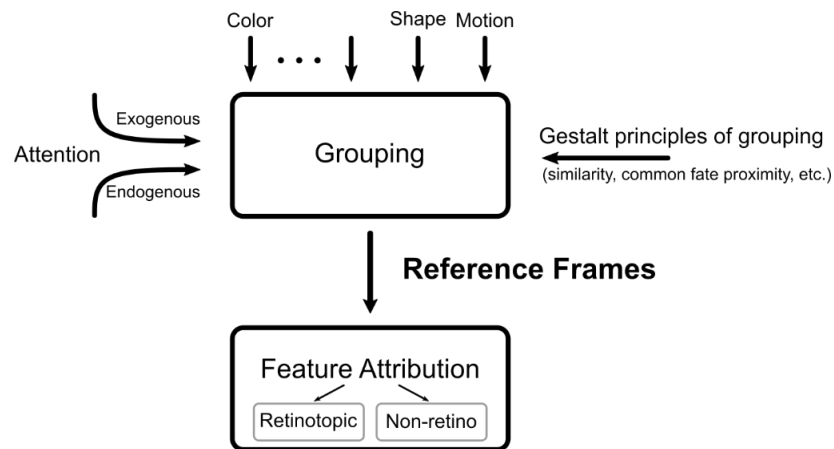 Color
Shape Motion
. . .
Exogenous
Attention
Endogenous
Grouping
Gestalt principles of grouping
(similarity, common fate proximity, etc.)
Reference Frames
Feature Attribution
Retinotopic
Non-retino